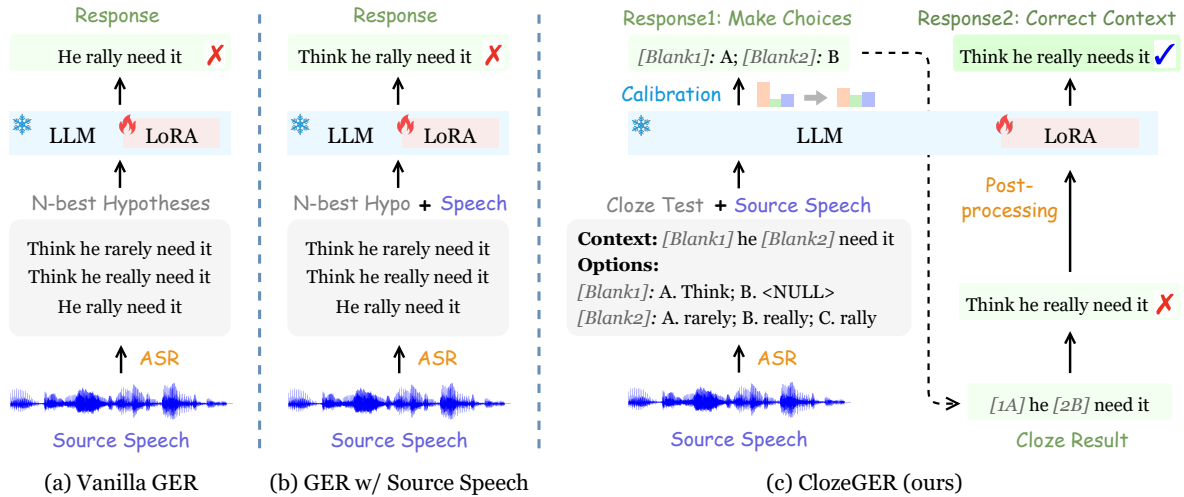 Response
He rally need it ✗
LLM
LoRA
N-best Hypotheses
Think he rarely need it
Think he really need it
He rally need it
ASR
Source Speech
(a) Vanilla GER
Response
Think he rally need it ✗
LLM
LoRA
N-best Hypo + Speech
Think he rarely need it
Think he really need it
He rally need it
ASR
Source Speech
(b) GER w/ Source Speech
Response1: Make Choices
[Blank1]: A; [Blank2]: B
Calibration
LLM
Cloze Test + Source Speech
Context: [Blank1] he [Blank2] need it
Options:
[Blank1]: A. Think; B. <NULL>
[Blank2]: A. rarely; B. really; C. rally
ASR
Source Speech
Response2: Correct Context
Think he really needs it ✓
LoRA
Post-
processing
Think he really need it ✗
[1A] he [2B] need it
Cloze Result
(c) ClozeGER (ours)